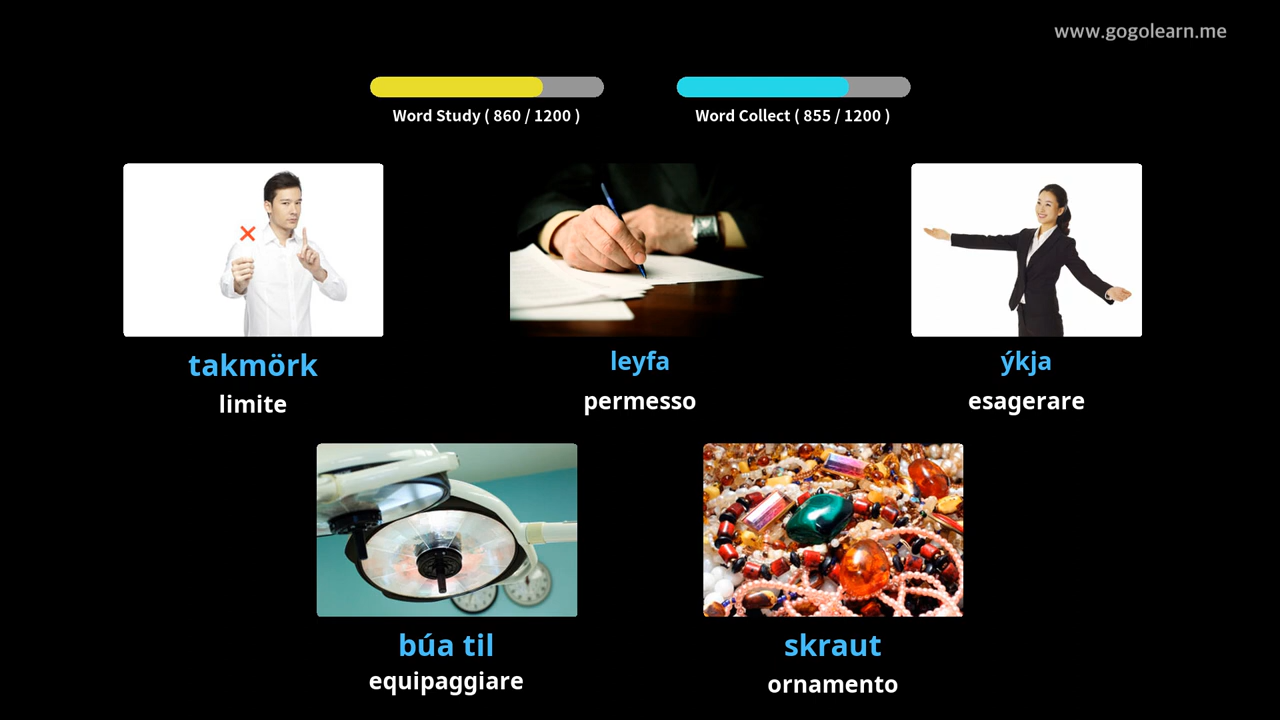 www.gogolearn.me
Word Study ( 860 / 1200 )
Word Collect ( 855 / 1200 )
takmörk
limite
leyfa
permesso
ýkja
esagerare
búa til
equipaggiare
skraut
ornamento